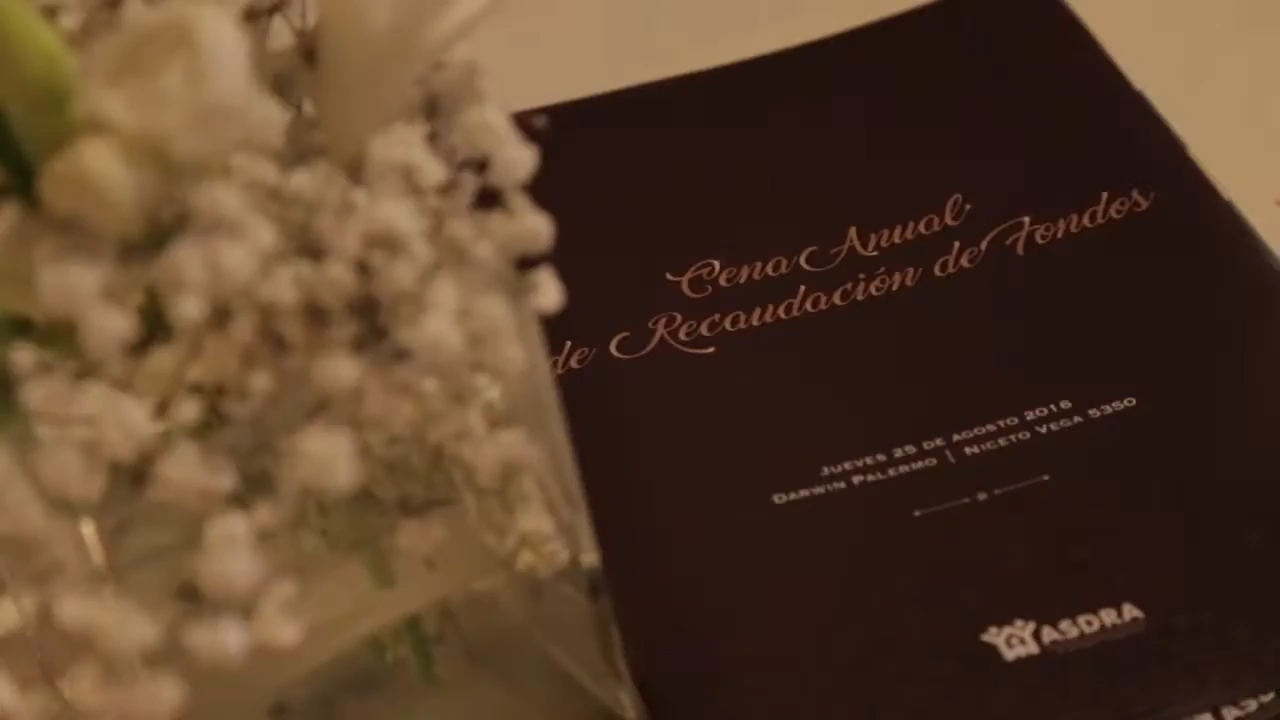 Cena Anual
de Recaudación de Fondos
JUEVES 25 DE AGOSTO 2016
DARWIN PALERMO | NICETO VEGA 5350
ASDRA